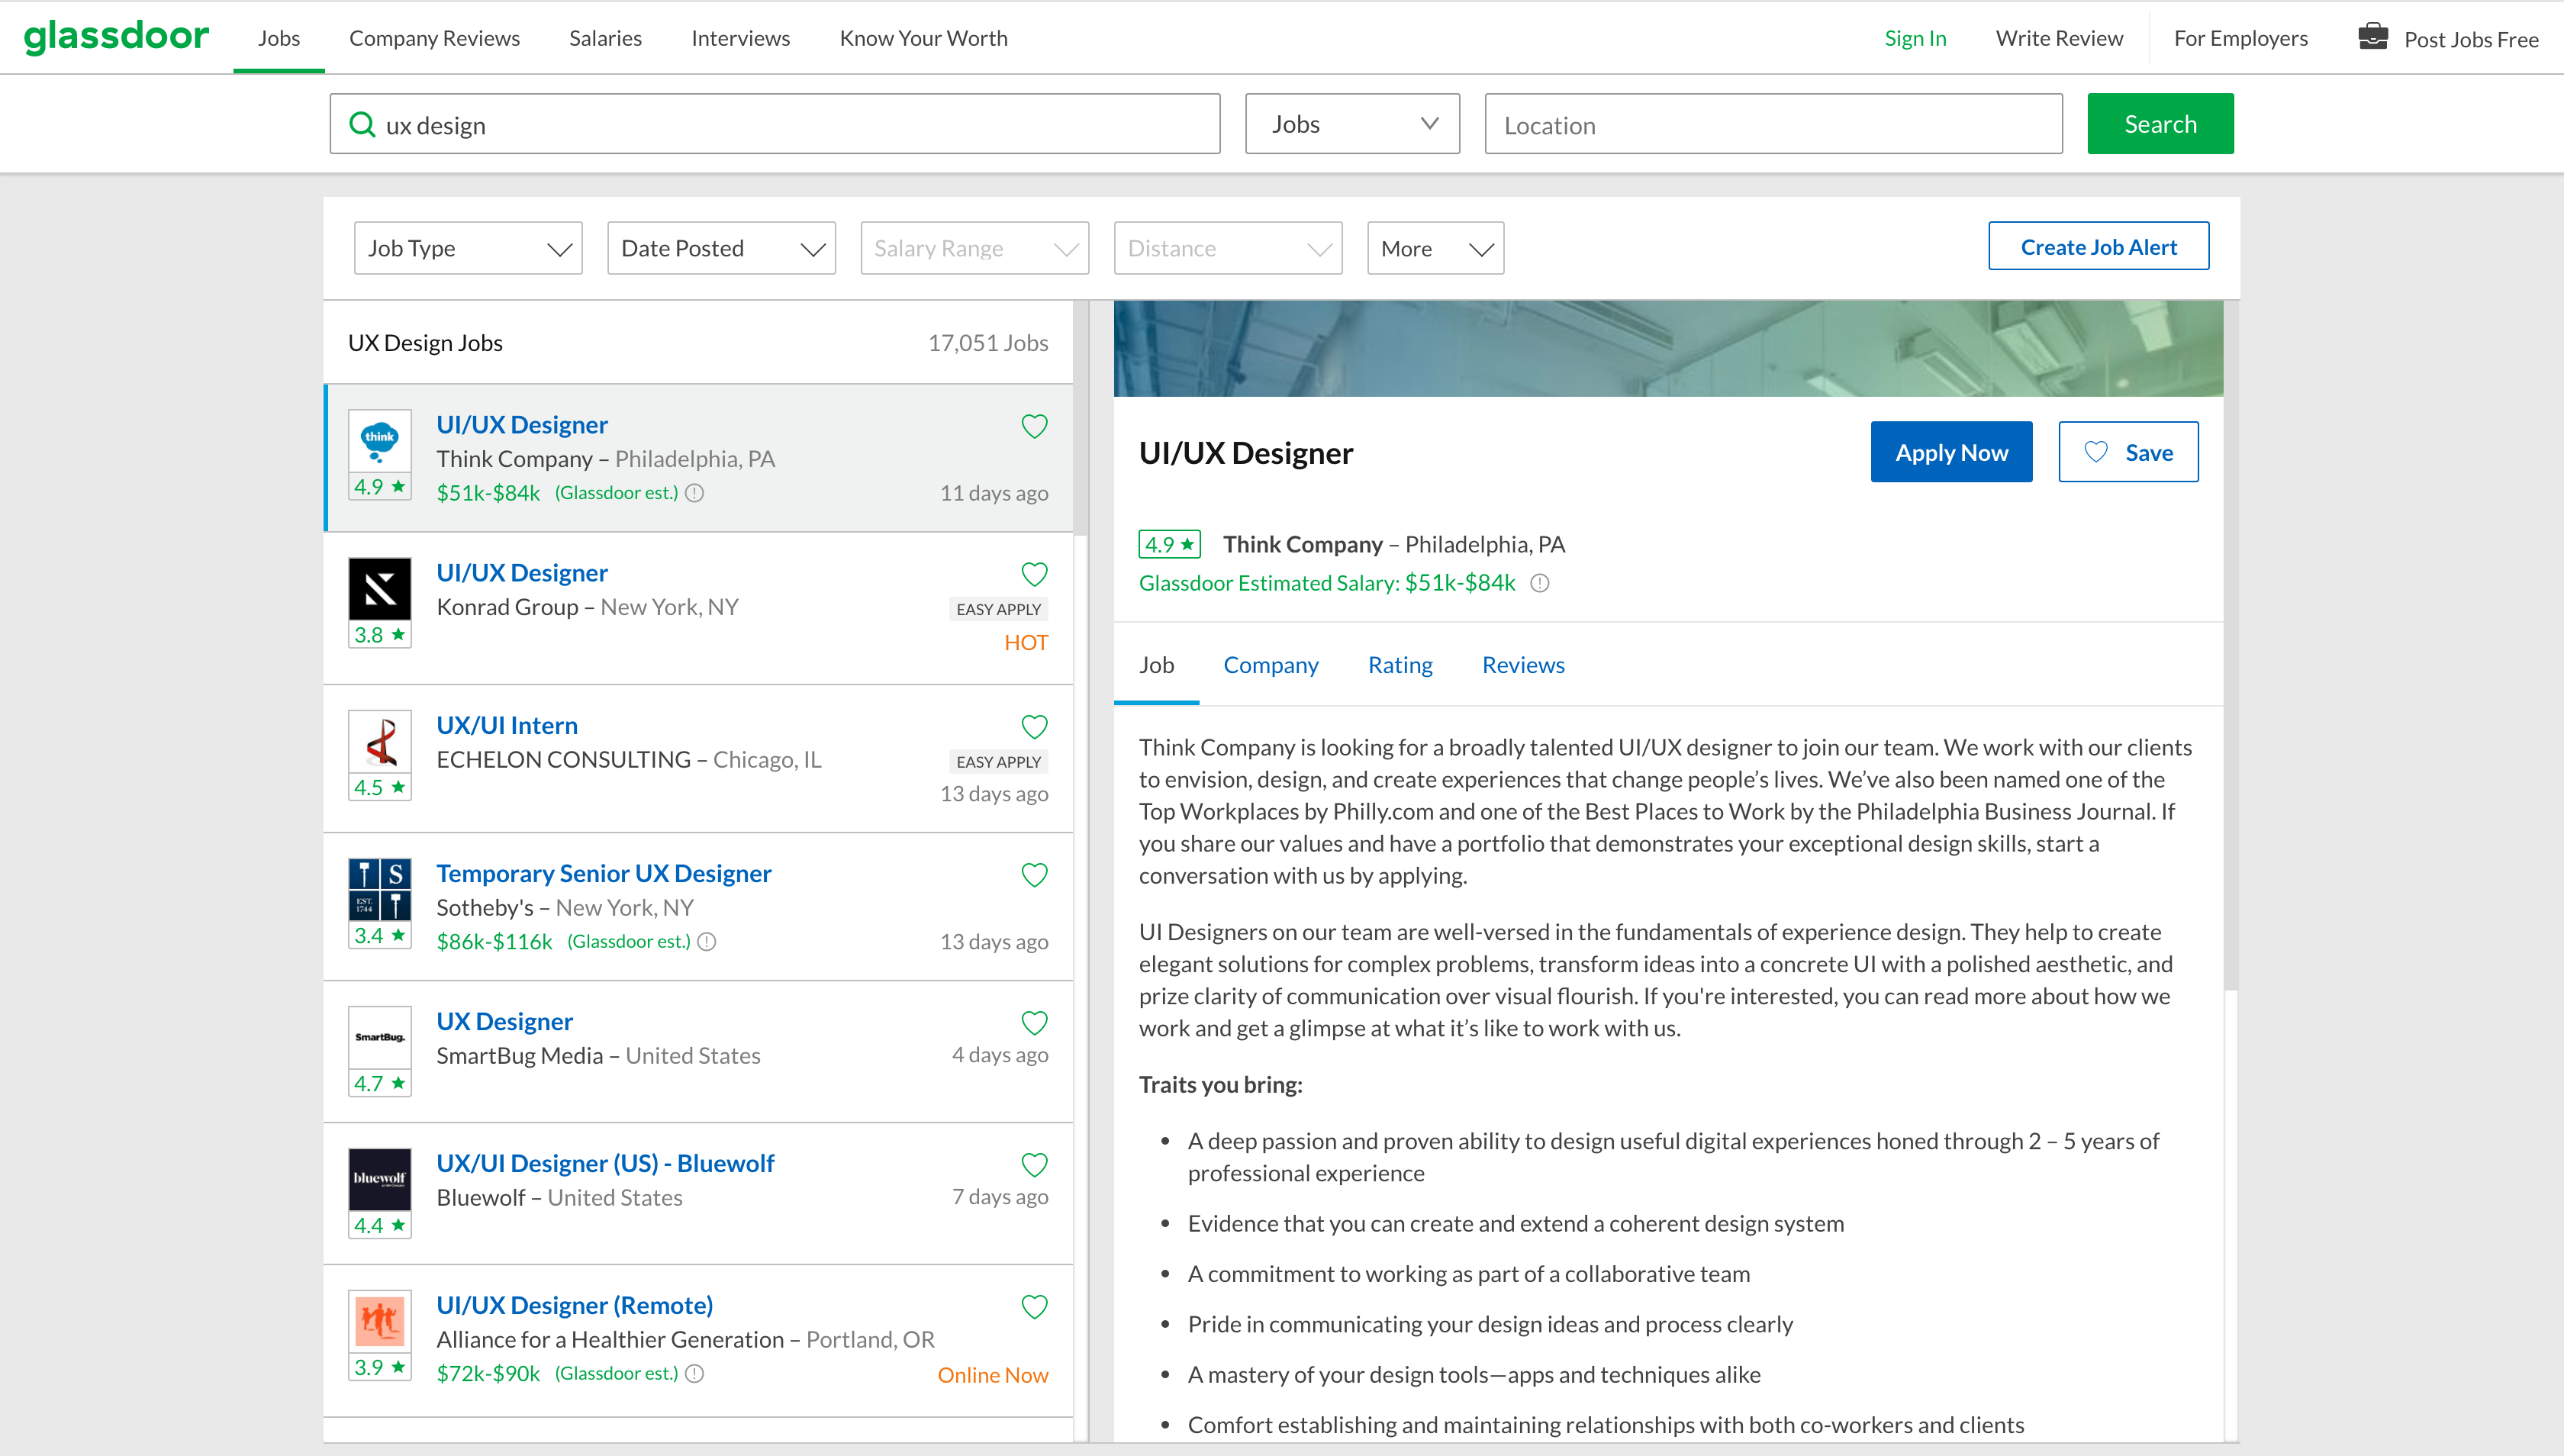 glassdoor
Jobs
Company Reviews
Salaries
Interviews
Know Your Worth
Sign In
Write Review
For Employers
Post Jobs Free
ux design
Jobs
Location
Search
Job Type
Date Posted
Salary Range
Distance
More
Create Job Alert
UX Design Jobs
17,051 Jobs
think
4.9 ★
UI/UX Designer
Think Company – Philadelphia, PA
$51k-$84k (Glassdoor est.)
11 days ago
3.8 ★
UI/UX Designer
Konrad Group – New York, NY
EASY APPLY
HOT
4.5 ★
UX/UI Intern
ECHELON CONSULTING – Chicago, IL
EASY APPLY
13 days ago
S
EST.
1744
3.4 ★
Temporary Senior UX Designer
Sotheby's – New York, NY
$86k-$116k (Glassdoor est.)
13 days ago
SmartBug.
4.7 ★
UX Designer
SmartBug Media – United States
4 days ago
bluewolf
4.4 ★
UX/UI Designer (US) - Bluewolf
Bluewolf – United States
7 days ago
3.9 ★
UI/UX Designer (Remote)
Alliance for a Healthier Generation – Portland, OR
$72k-$90k (Glassdoor est.)
Online Now
UI/UX Designer
Apply Now
Save
4.9 ★ Think Company – Philadelphia, PA
Glassdoor Estimated Salary: $51k-$84k
Job
Company
Rating
Reviews
Think Company is looking for a broadly talented UI/UX designer to join our team. We work with our clients
to envision, design, and create experiences that change people’s lives. We’ve also been named one of the
Top Workplaces by Philly.com and one of the Best Places to Work by the Philadelphia Business Journal. If
you share our values and have a portfolio that demonstrates your exceptional design skills, start a
conversation with us by applying.
UI Designers on our team are well-versed in the fundamentals of experience design. They help to create
elegant solutions for complex problems, transform ideas into a concrete UI with a polished aesthetic, and
prize clarity of communication over visual flourish. If you're interested, you can read more about how we
work and get a glimpse at what it’s like to work with us.
Traits you bring:
• A deep passion and proven ability to design useful digital experiences honed through 2 – 5 years of
professional experience
• Evidence that you can create and extend a coherent design system
• A commitment to working as part of a collaborative team
• Pride in communicating your design ideas and process clearly
• A mastery of your design tools—apps and techniques alike
• Comfort establishing and maintaining relationships with both co-workers and clients